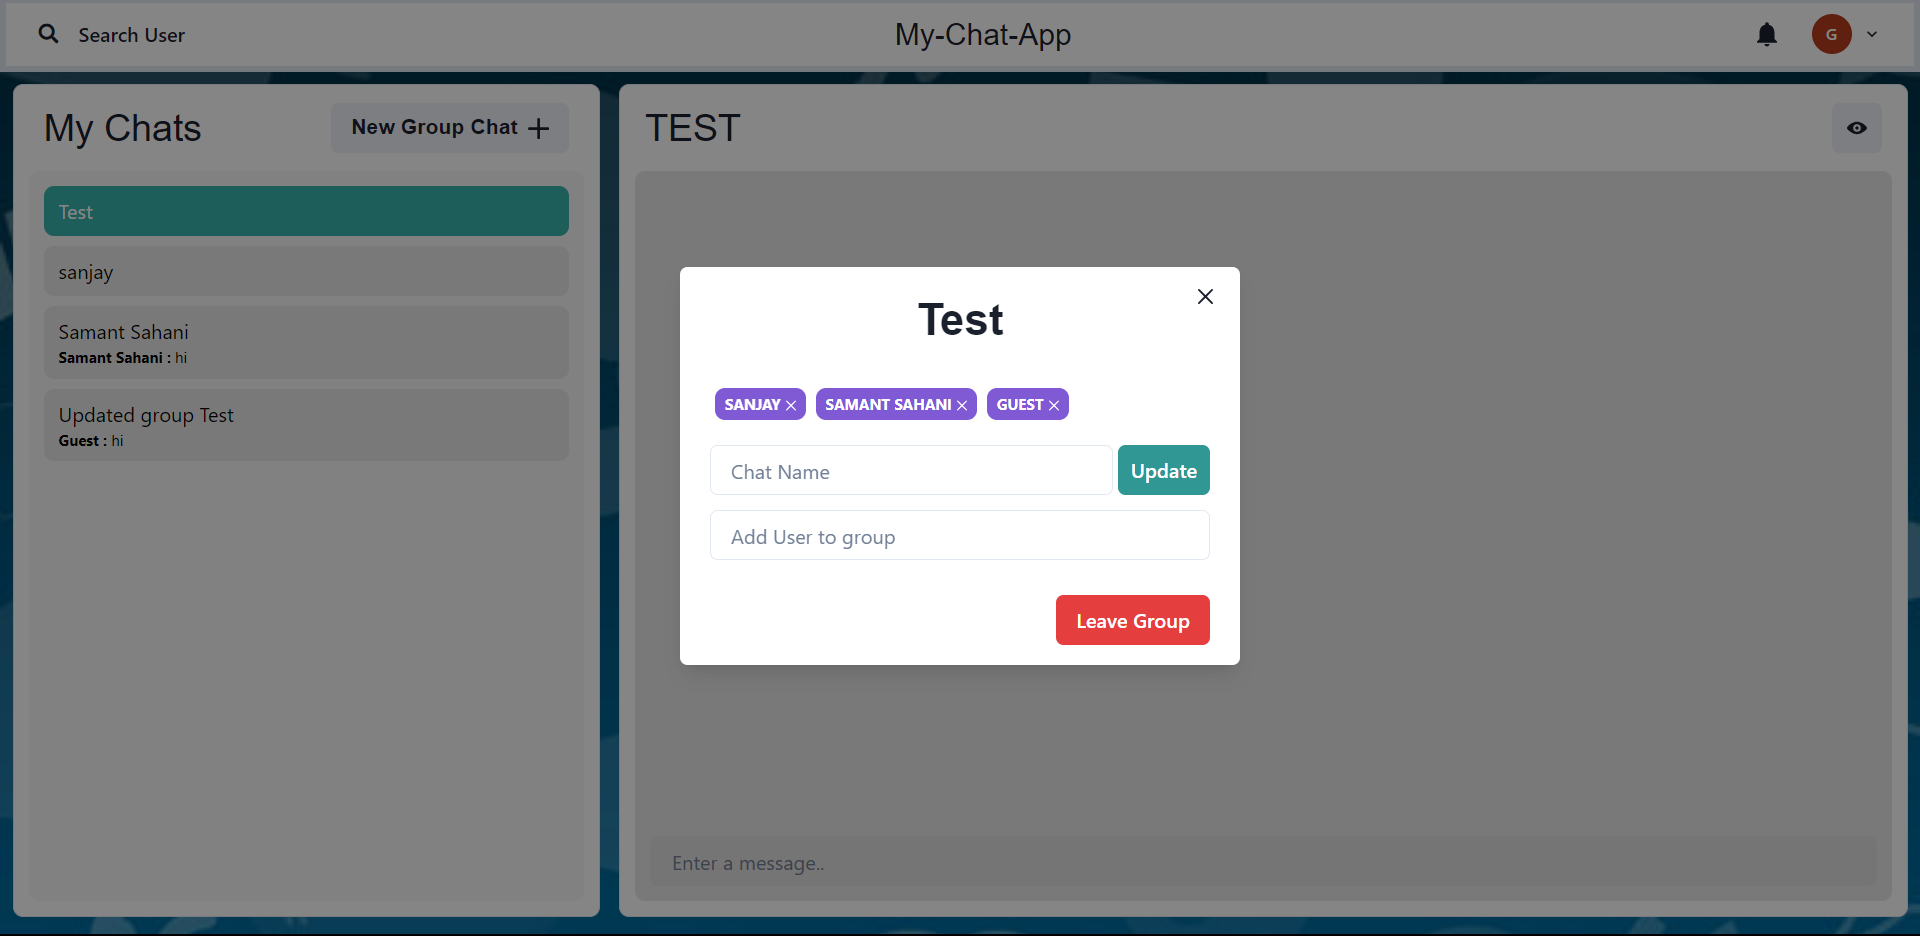 Search User
My-Chat-App
G
My Chats
New Group Chat
Test
sanjay
Samant Sahani
Samant Sahani : hi
Updated group Test
Guest : hi
TEST
Enter a message..
Test
SANJAY SAMANT SAHANI GUEST
Chat Name
Update
Add User to group
Leave Group